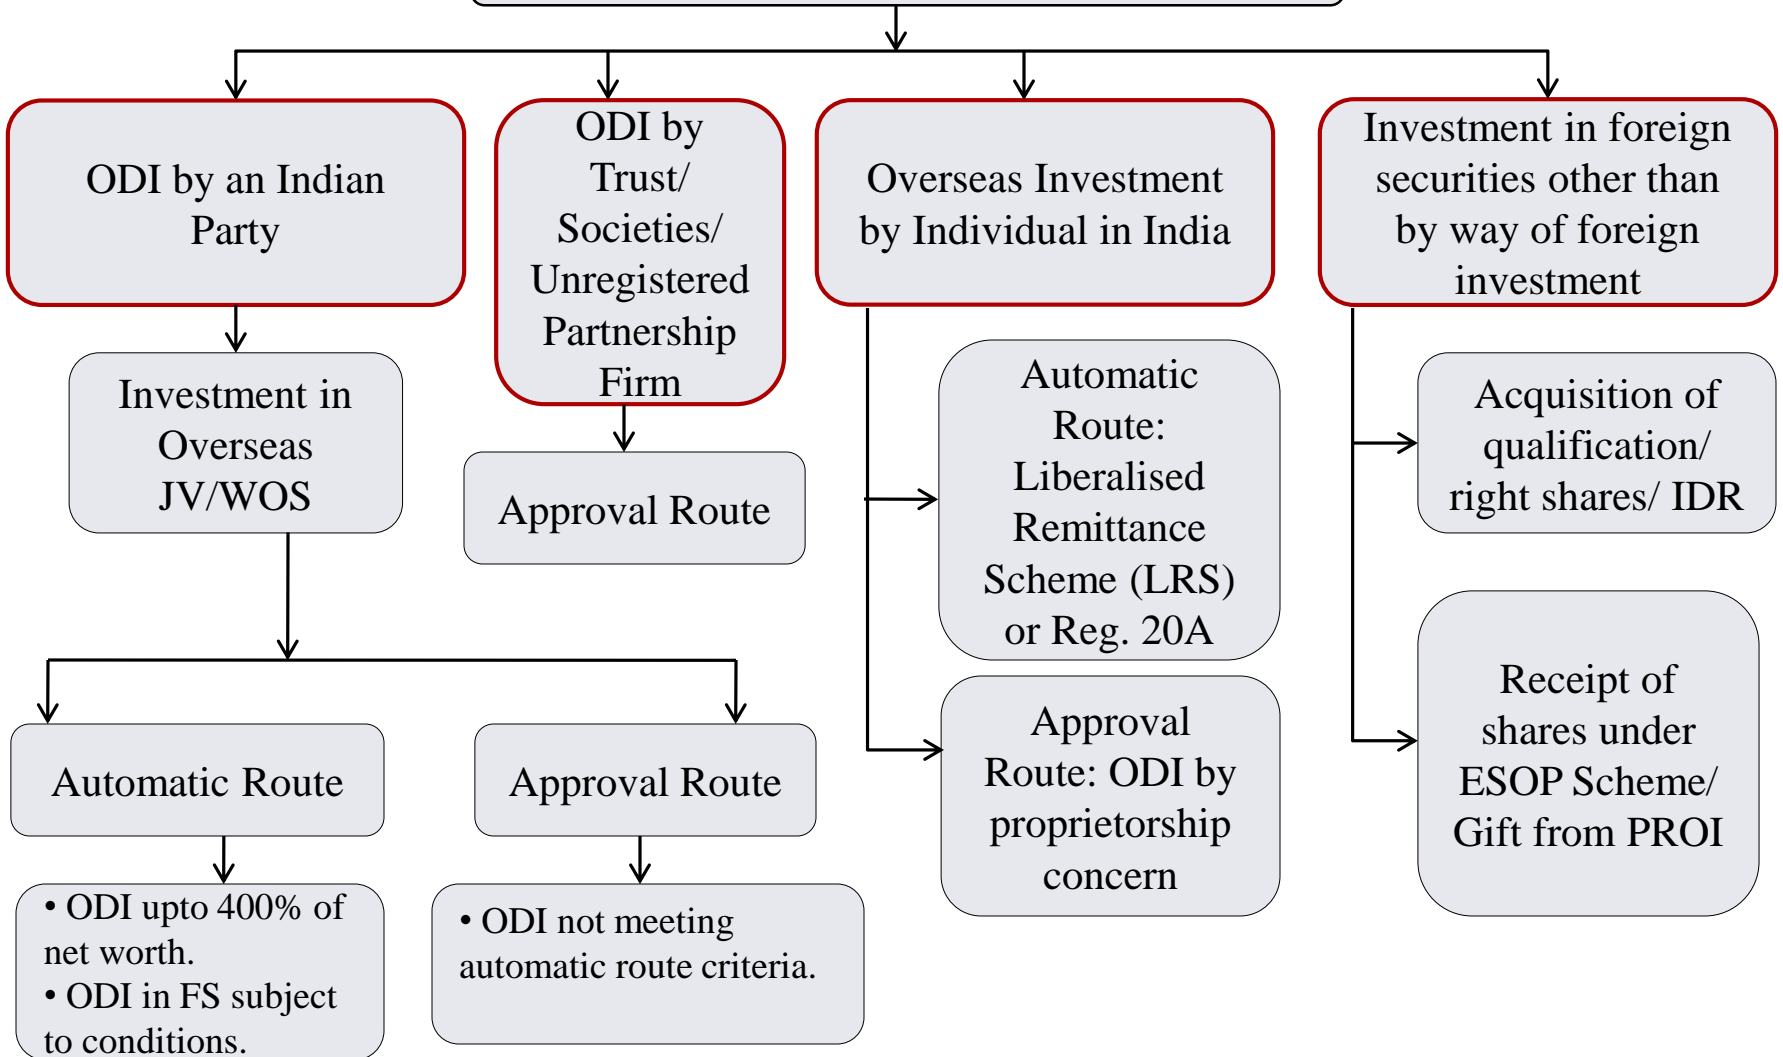 ODI by an Indian
Party
ODI by
Trust/
Societies/
Unregistered
Partnership
Firm
Overseas Investment
by Individual in India
Investment in foreign
securities other than
by way of foreign
investment
Investment in
Overseas
JV/WOS
Approval Route
Automatic
Route:
Liberalised
Remittance
Scheme (LRS)
or Reg. 20A
Acquisition of
qualification/
right shares/ IDR
Automatic Route
Approval Route
Approval
Route: ODI by
proprietorship
concern
Receipt of
shares under
ESOP Scheme/
Gift from PROI
• ODI upto 400% of
net worth.
• ODI in FS subject
to conditions.
• ODI not meeting
automatic route criteria.